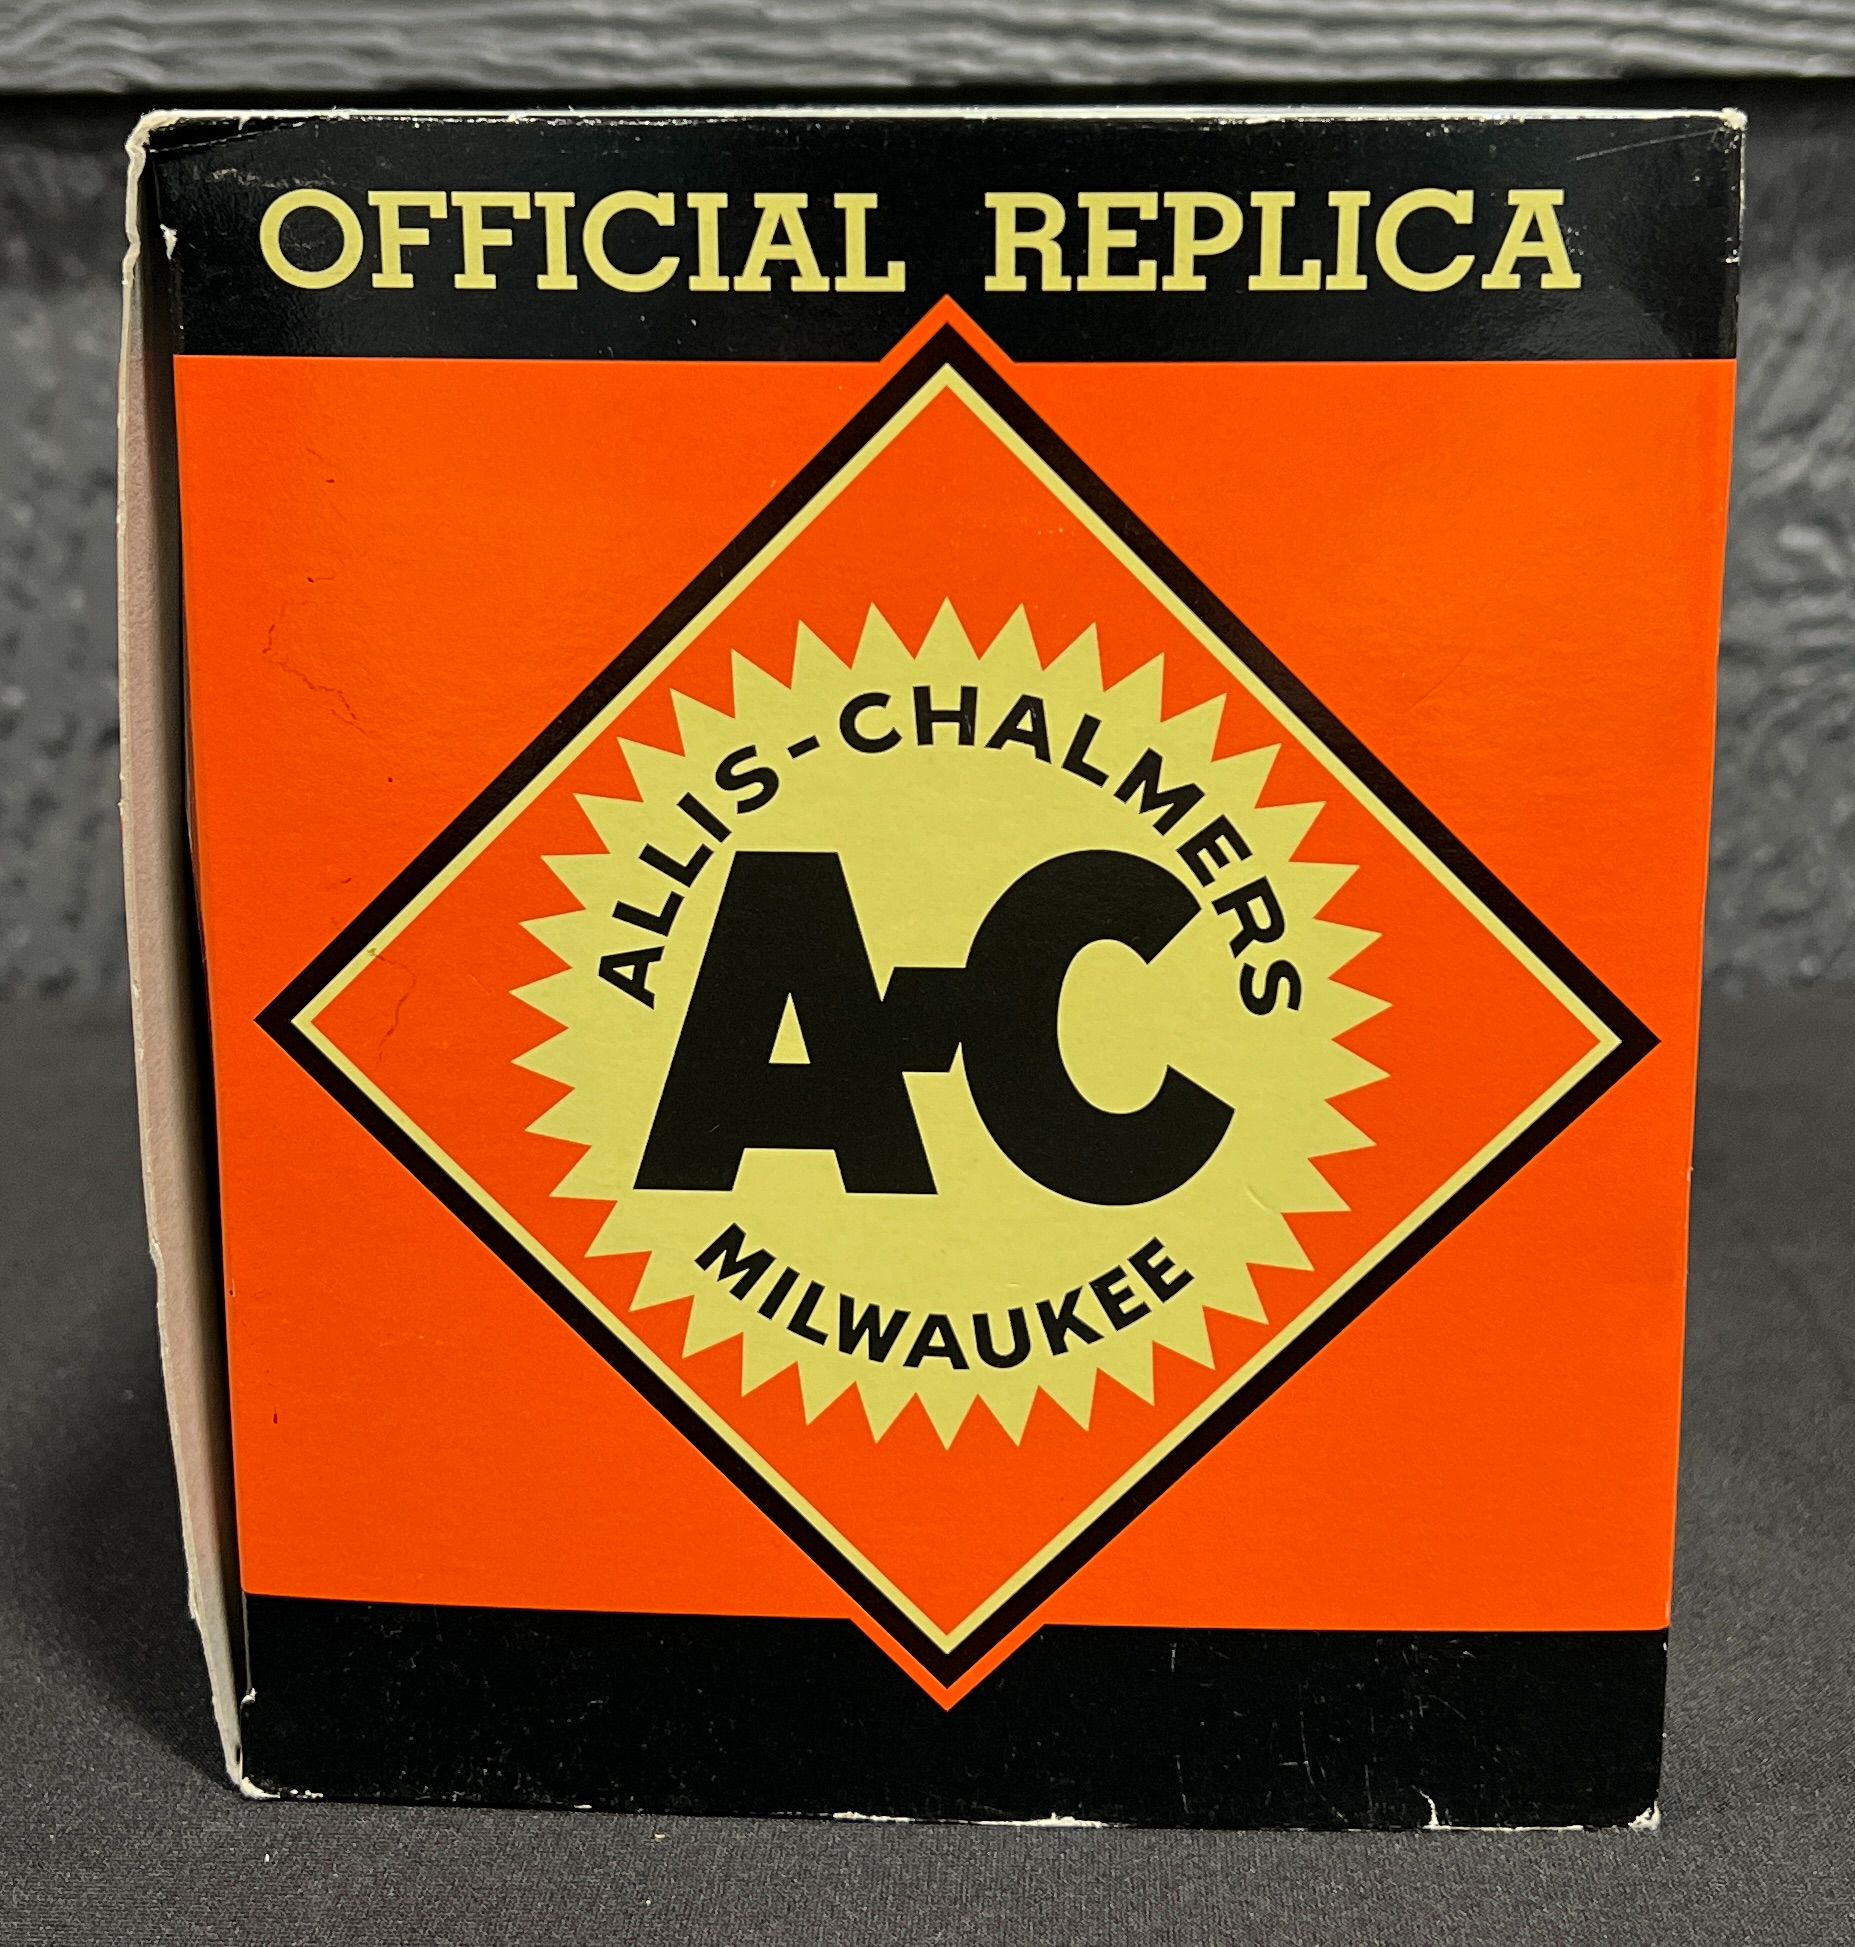 OFFICIAL REPLICA
ALLIS-CHALMERS
A-C
MILWAUKEE